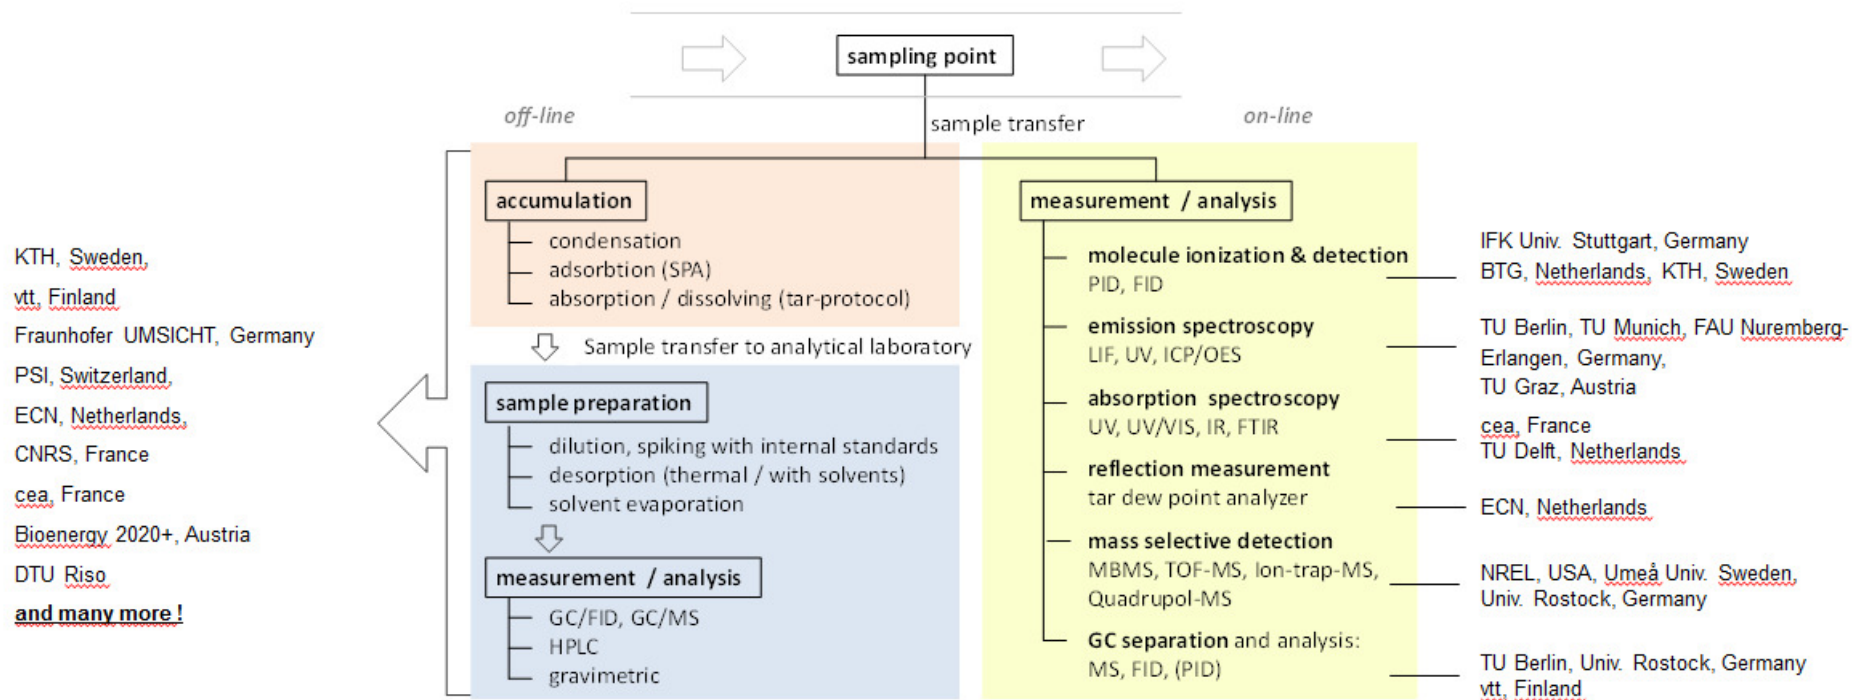 sampling point
off-line
on-line
sample transfer
accumulation
condensation
adsorbtion (SPA)
absorption / dissolving (tar-protocol)
Sample transfer to analytical laboratory
sample preparation
dilution, spiking with internal standards
desorption (thermal / with solvents)
solvent evaporation
measurement / analysis
GC/FID, GC/MS
HPLC
gravimetric
KTH, Sweden,
vtt, Finland
Fraunhofer UMSICHT, Germany
PSI, Switzerland,
ECN, Netherlands,
CNRS, France
cea, France
Bioenergy 2020+, Austria
DTU Riso
and many more !
measurement / analysis
molecule ionization & detection
PID, FID
emission spectroscopy
LIF, UV, ICP/OES
absorption spectroscopy
UV, UV/VIS, IR, FTIR
reflection measurement
tar dew point analyzer
mass selective detection
MBMS, TOF-MS, Ion-trap-MS,
Quadrupol-MS
GC separation and analysis:
MS, FID, (PID)
IFK Univ. Stuttgart, Germany
BTG, Netherlands, KTH, Sweden
TU Berlin, TU Munich, FAU Nuremberg-
Erlangen, Germany,
TU Graz, Austria
cea, France
TU Delft, Netherlands
ECN, Netherlands
NREL, USA, Umeå Univ. Sweden,
Univ. Rostock, Germany
TU Berlin, Univ. Rostock, Germany
vtt, Finland